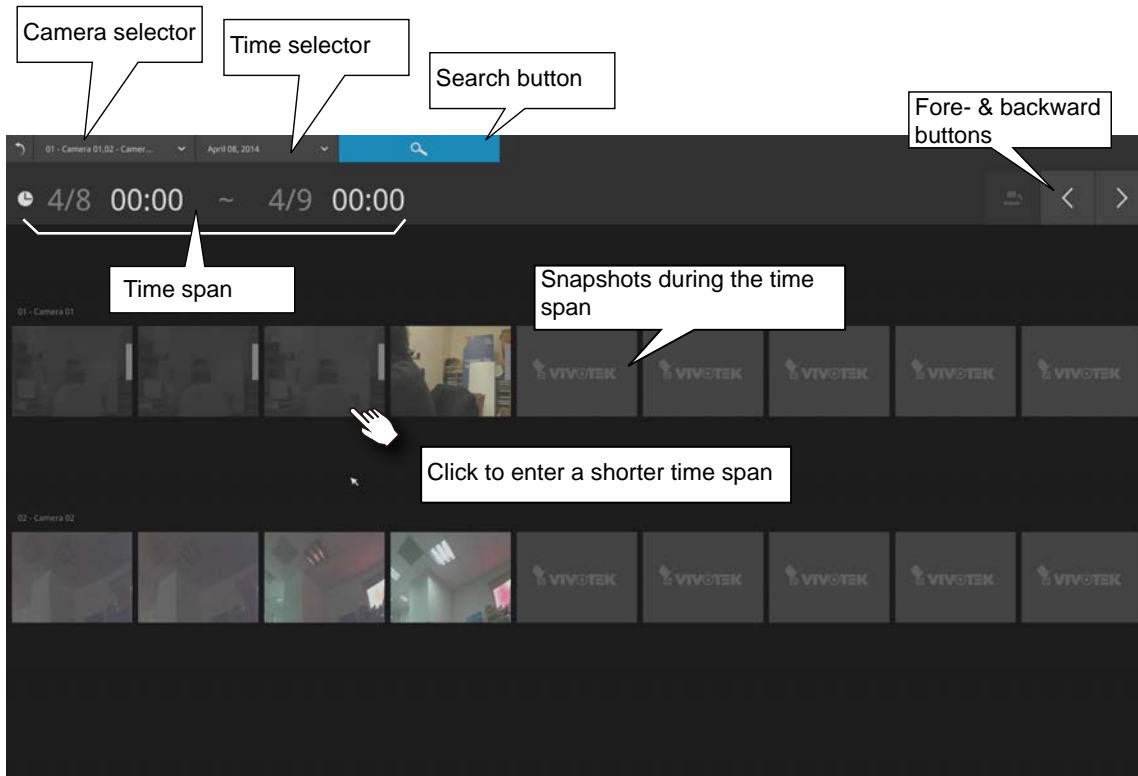 Camera selector
Time selector
Search button
Fore- & backward
buttons
01 - Camera 01,02 - Camer...
April 08, 2014
4/8 00:00 ~ 4/9 00:00
Time span
Snapshots during the time
span
01 - Camera 01
VIVOTEK VIVOTEK VIVOTEK VIVOTEK VIVOTEK
Click to enter a shorter time span
02 - Camera 02
VIVOTEK VIVOTEK VIVOTEK VIVOTEK VIVOTEK